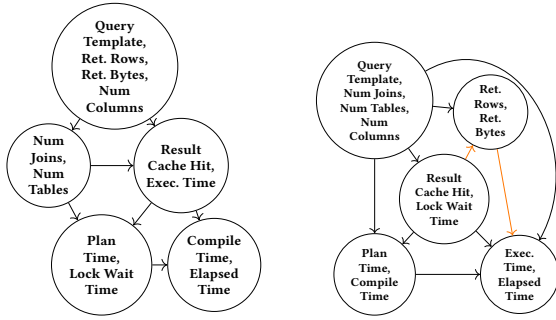 Query
Template,
Ret. Rows,
Ret. Bytes,
Num
Columns
Num
Joins,
Num
Tables
Result
Cache Hit,
Exec. Time
Plan
Time,
Lock Wait
Time
Compile
Time,
Elapsed
Time
Query
Template,
Num Joins,
Num Tables,
Num
Columns
Ret.
Rows,
Ret.
Bytes
Result
Cache Hit,
Lock Wait
Time
Plan
Time,
Compile
Time
Exec.
Time,
Elapsed
Time